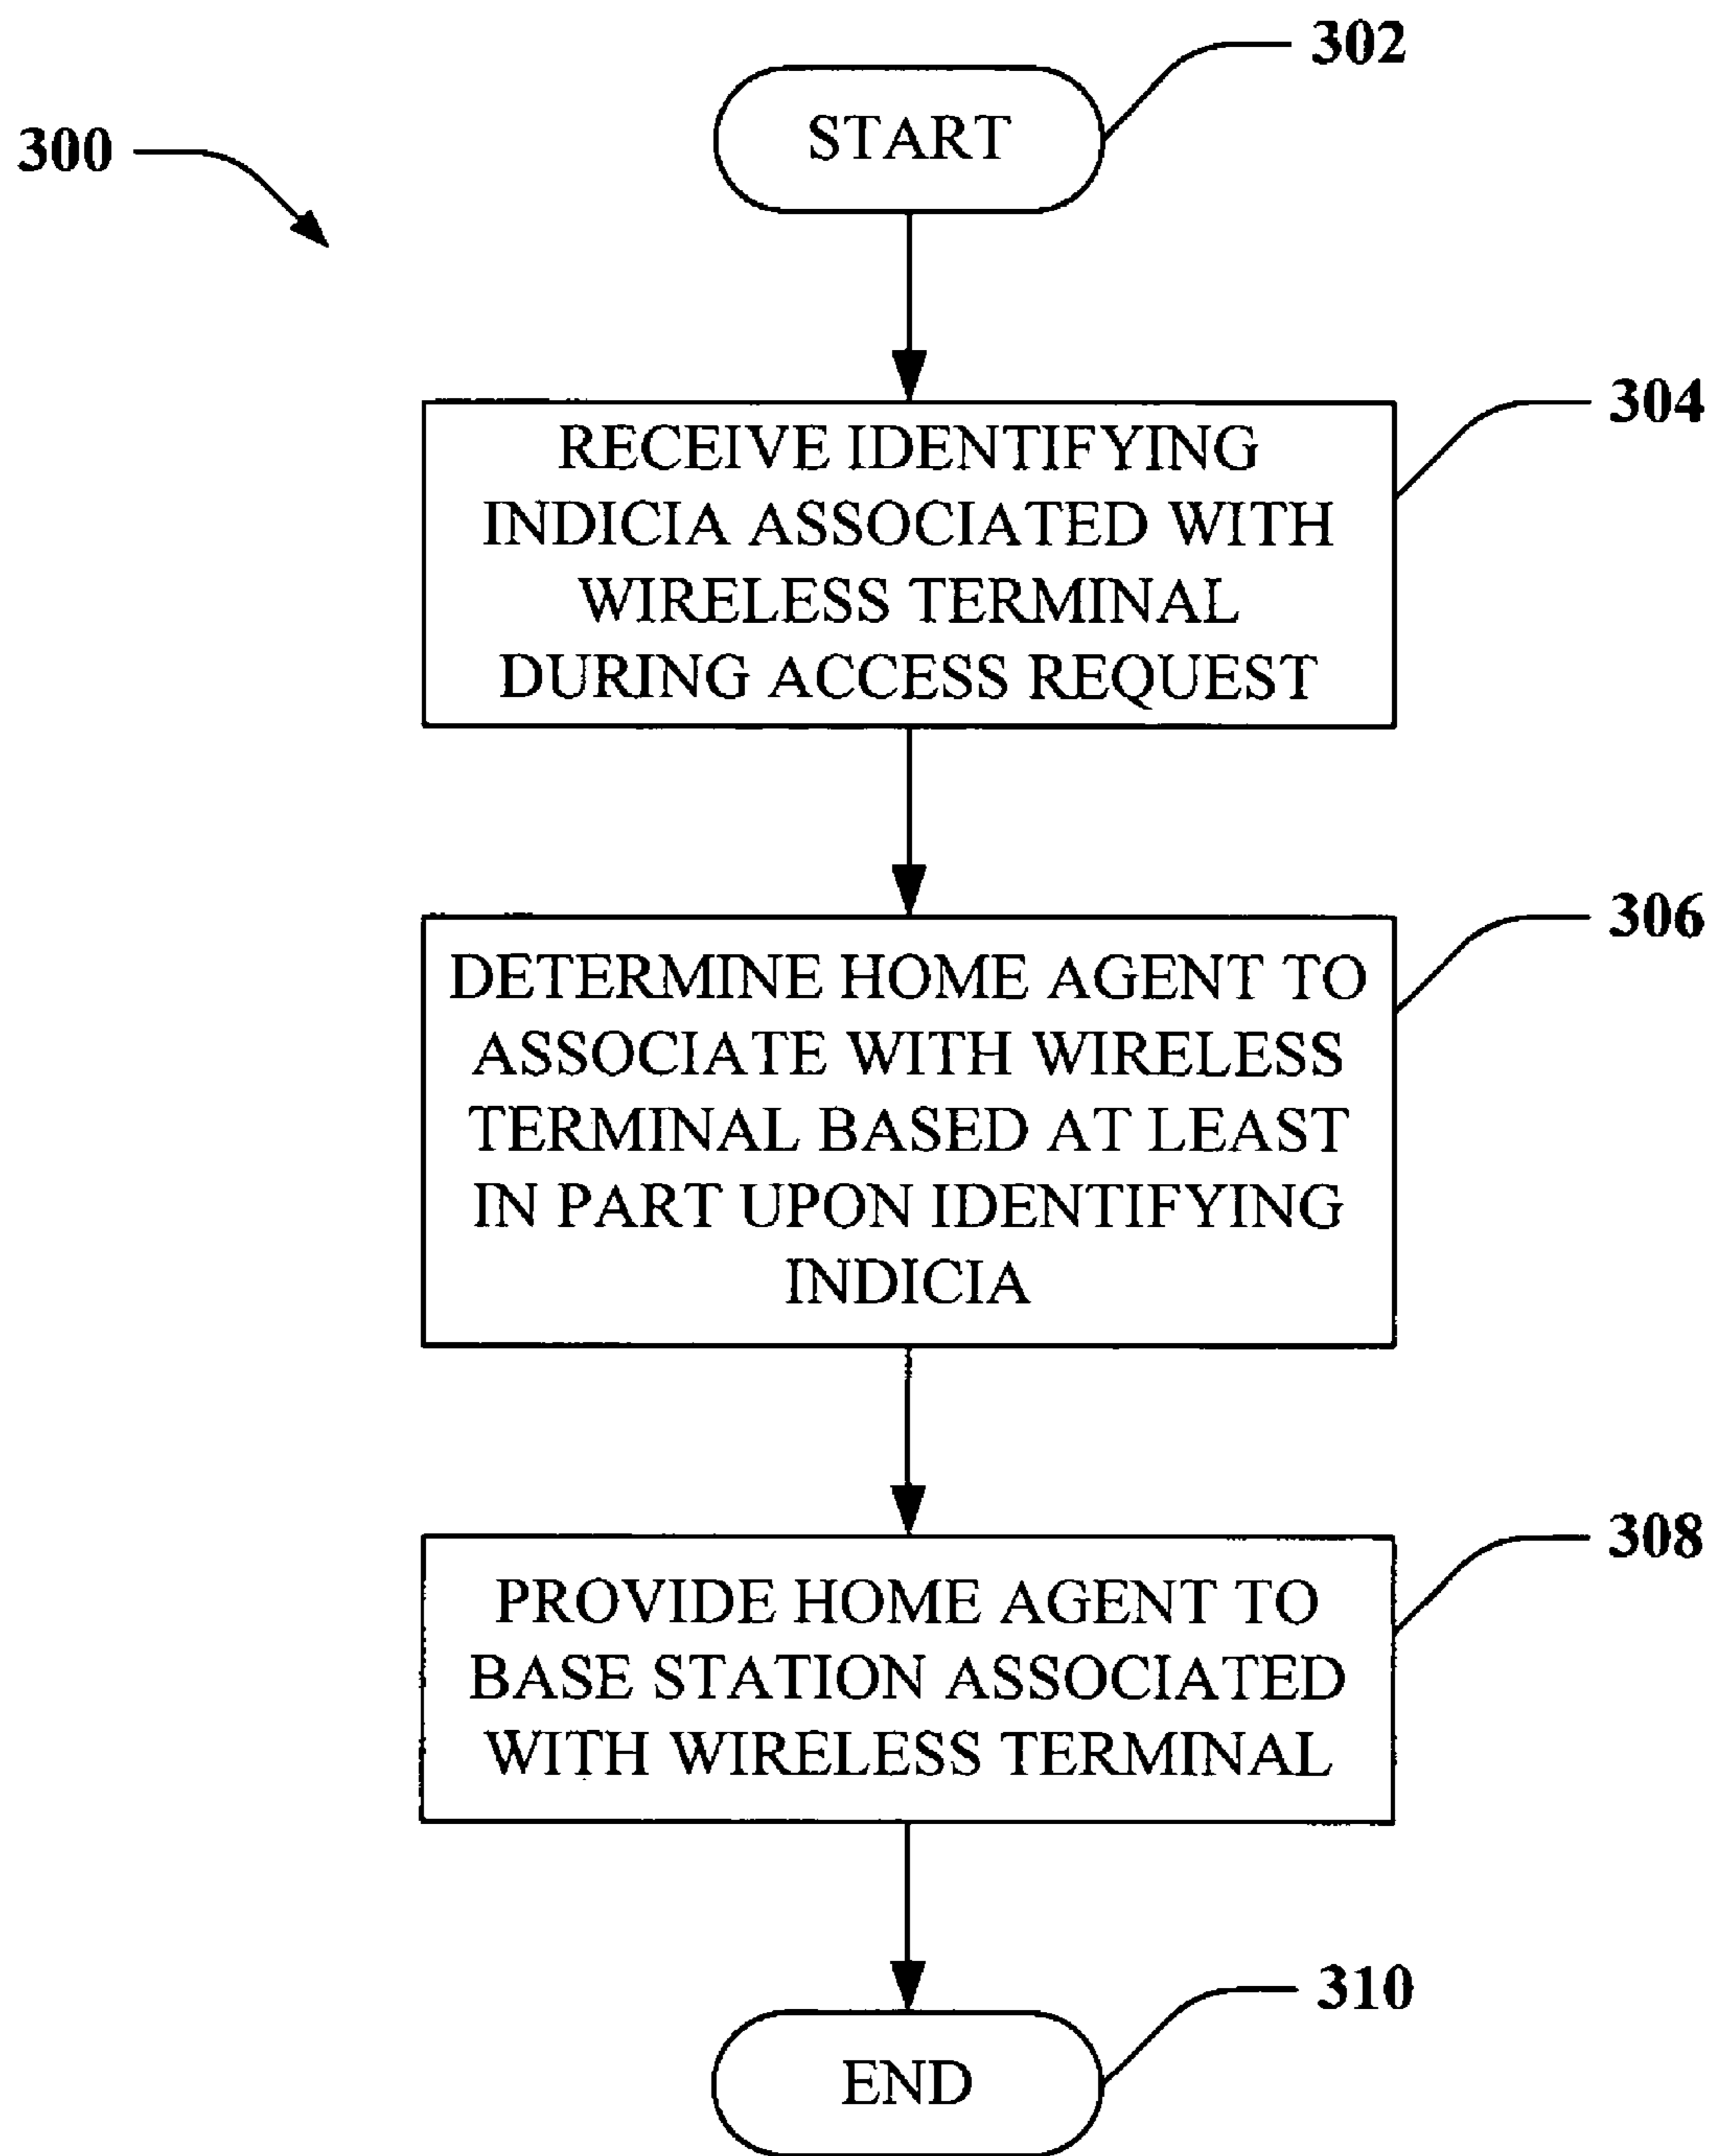 302
START
300
304
RECEIVE IDENTIFYING
INDICIA ASSOCIATED WITH
WIRELESS TERMINAL
DURING ACCESS REQUEST
306
DETERMINE HOME AGENT TO
ASSOCIATE WITH WIRELESS
TERMINAL BASED AT LEAST
IN PART UPON IDENTIFYING
INDICIA
308
PROVIDE HOME AGENT TO
BASE STATION ASSOCIATED
WITH WIRELESS TERMINAL
310
END